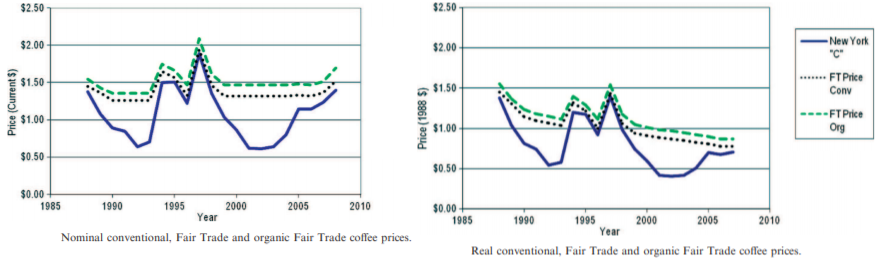 $2.50
$2.00
$1.50
$1.00
$0.50
$0.00
Price (Current $)
1985 1990 1995 2000 2005 2010
Year
Nominal conventional, Fair Trade and organic Fair Trade coffee prices.
$2.50
$2.00
$1.50
$1.00
$0.50
$0.00
Price (1988 $)
1985 1990 1995 2000 2005 2010
Year
Real conventional, Fair Trade and organic Fair Trade coffee prices.
New York
"C"
FT Price
Conv
FT Price
Org